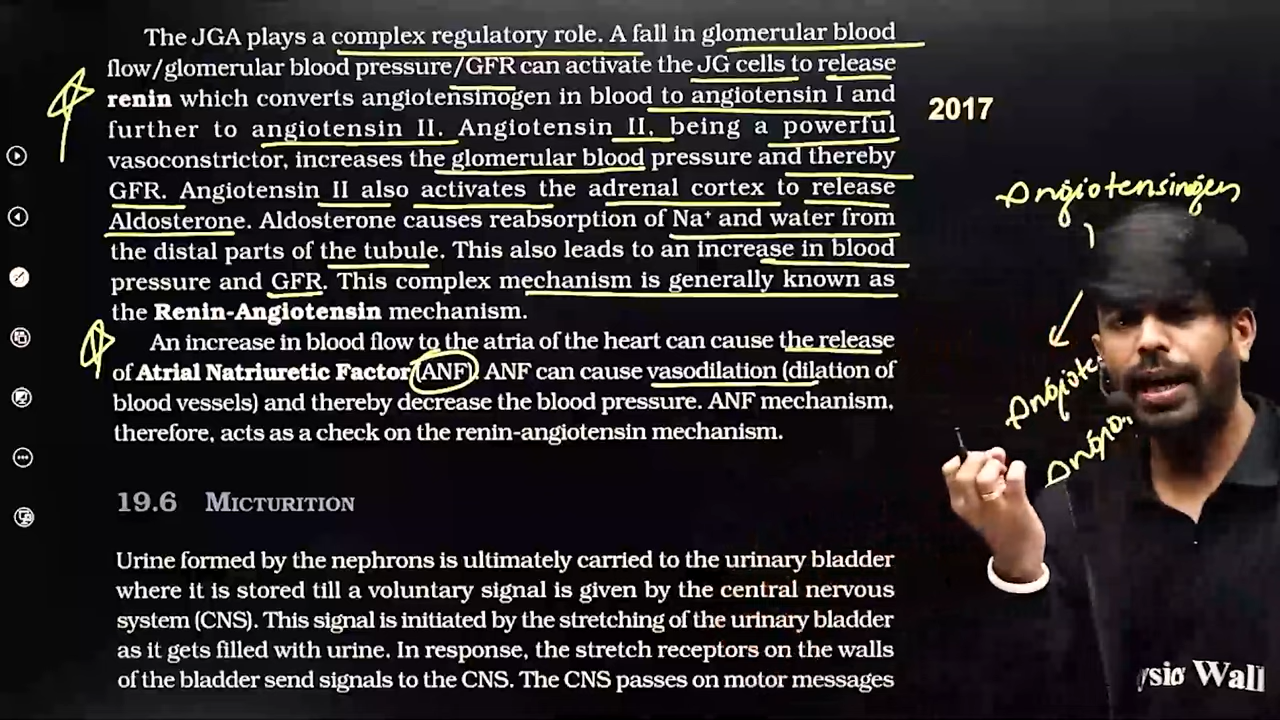 The JGA plays a complex regulatory role. A fall in glomerular blood
flow/glomerular blood pressure/GFR can activate the JG cells to release
renin which converts angiotensinogen in blood to angiotensin I and
further to angiotensin II. Angiotensin II, being a powerful
vasoconstrictor, increases the glomerular blood pressure and thereby
GFR. Angiotensin II also activates the adrenal cortex to release
Aldosterone. Aldosterone causes reabsorption of Na⁺ and water from
the distal parts of the tubule. This also leads to an increase in blood
pressure and GFR. This complex mechanism is generally known as
the Renin-Angiotensin mechanism.
An increase in blood flow to the atria of the heart can cause the release
of Atrial Natriuretic Factor (ANF). ANF can cause vasodilation (dilation of
blood vessels) and thereby decrease the blood pressure. ANF mechanism,
therefore, acts as a check on the renin-angiotensin mechanism.
19.6 MICTURITION
Urine formed by the nephrons is ultimately carried to the urinary bladder
where it is stored till a voluntary signal is given by the central nervous
system (CNS). This signal is initiated by the stretching of the urinary bladder
as it gets filled with urine. In response, the stretch receptors on the walls
of the bladder send signals to the CNS. The CNS passes on motor messages
2017
Angiotensinogen
Wall